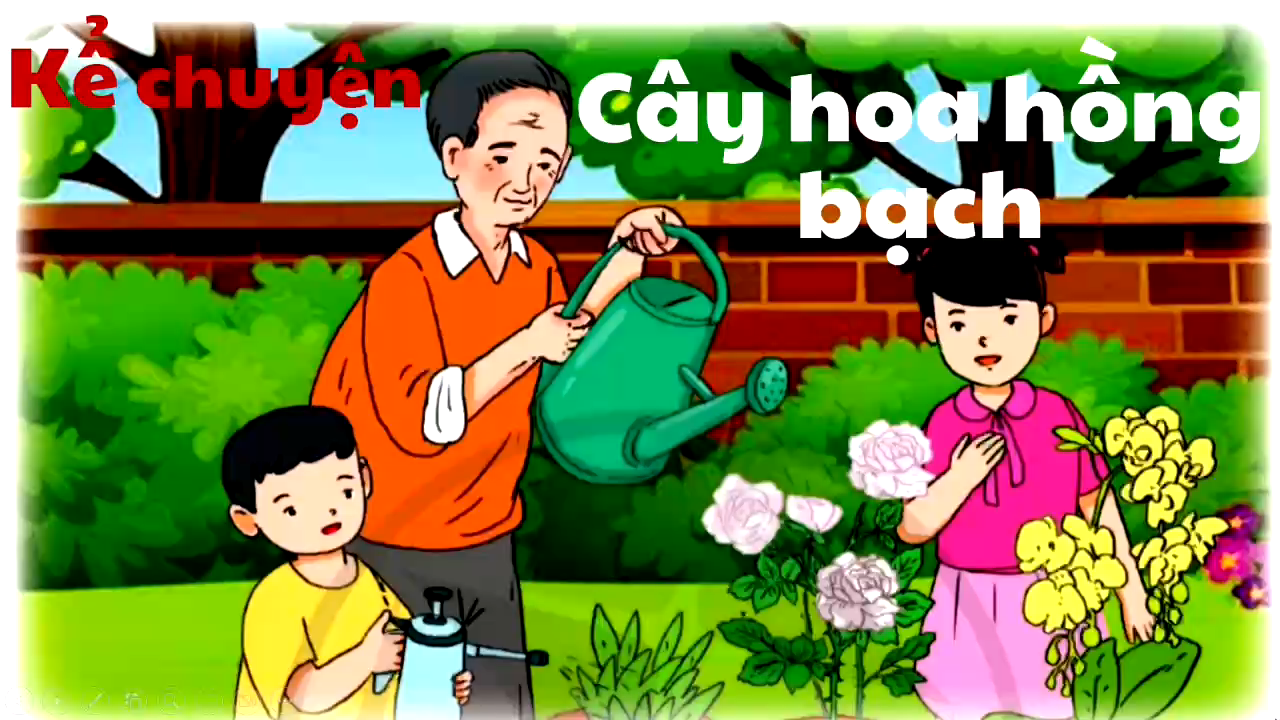 Kể chuyện
Cây hoa hồng
bạch